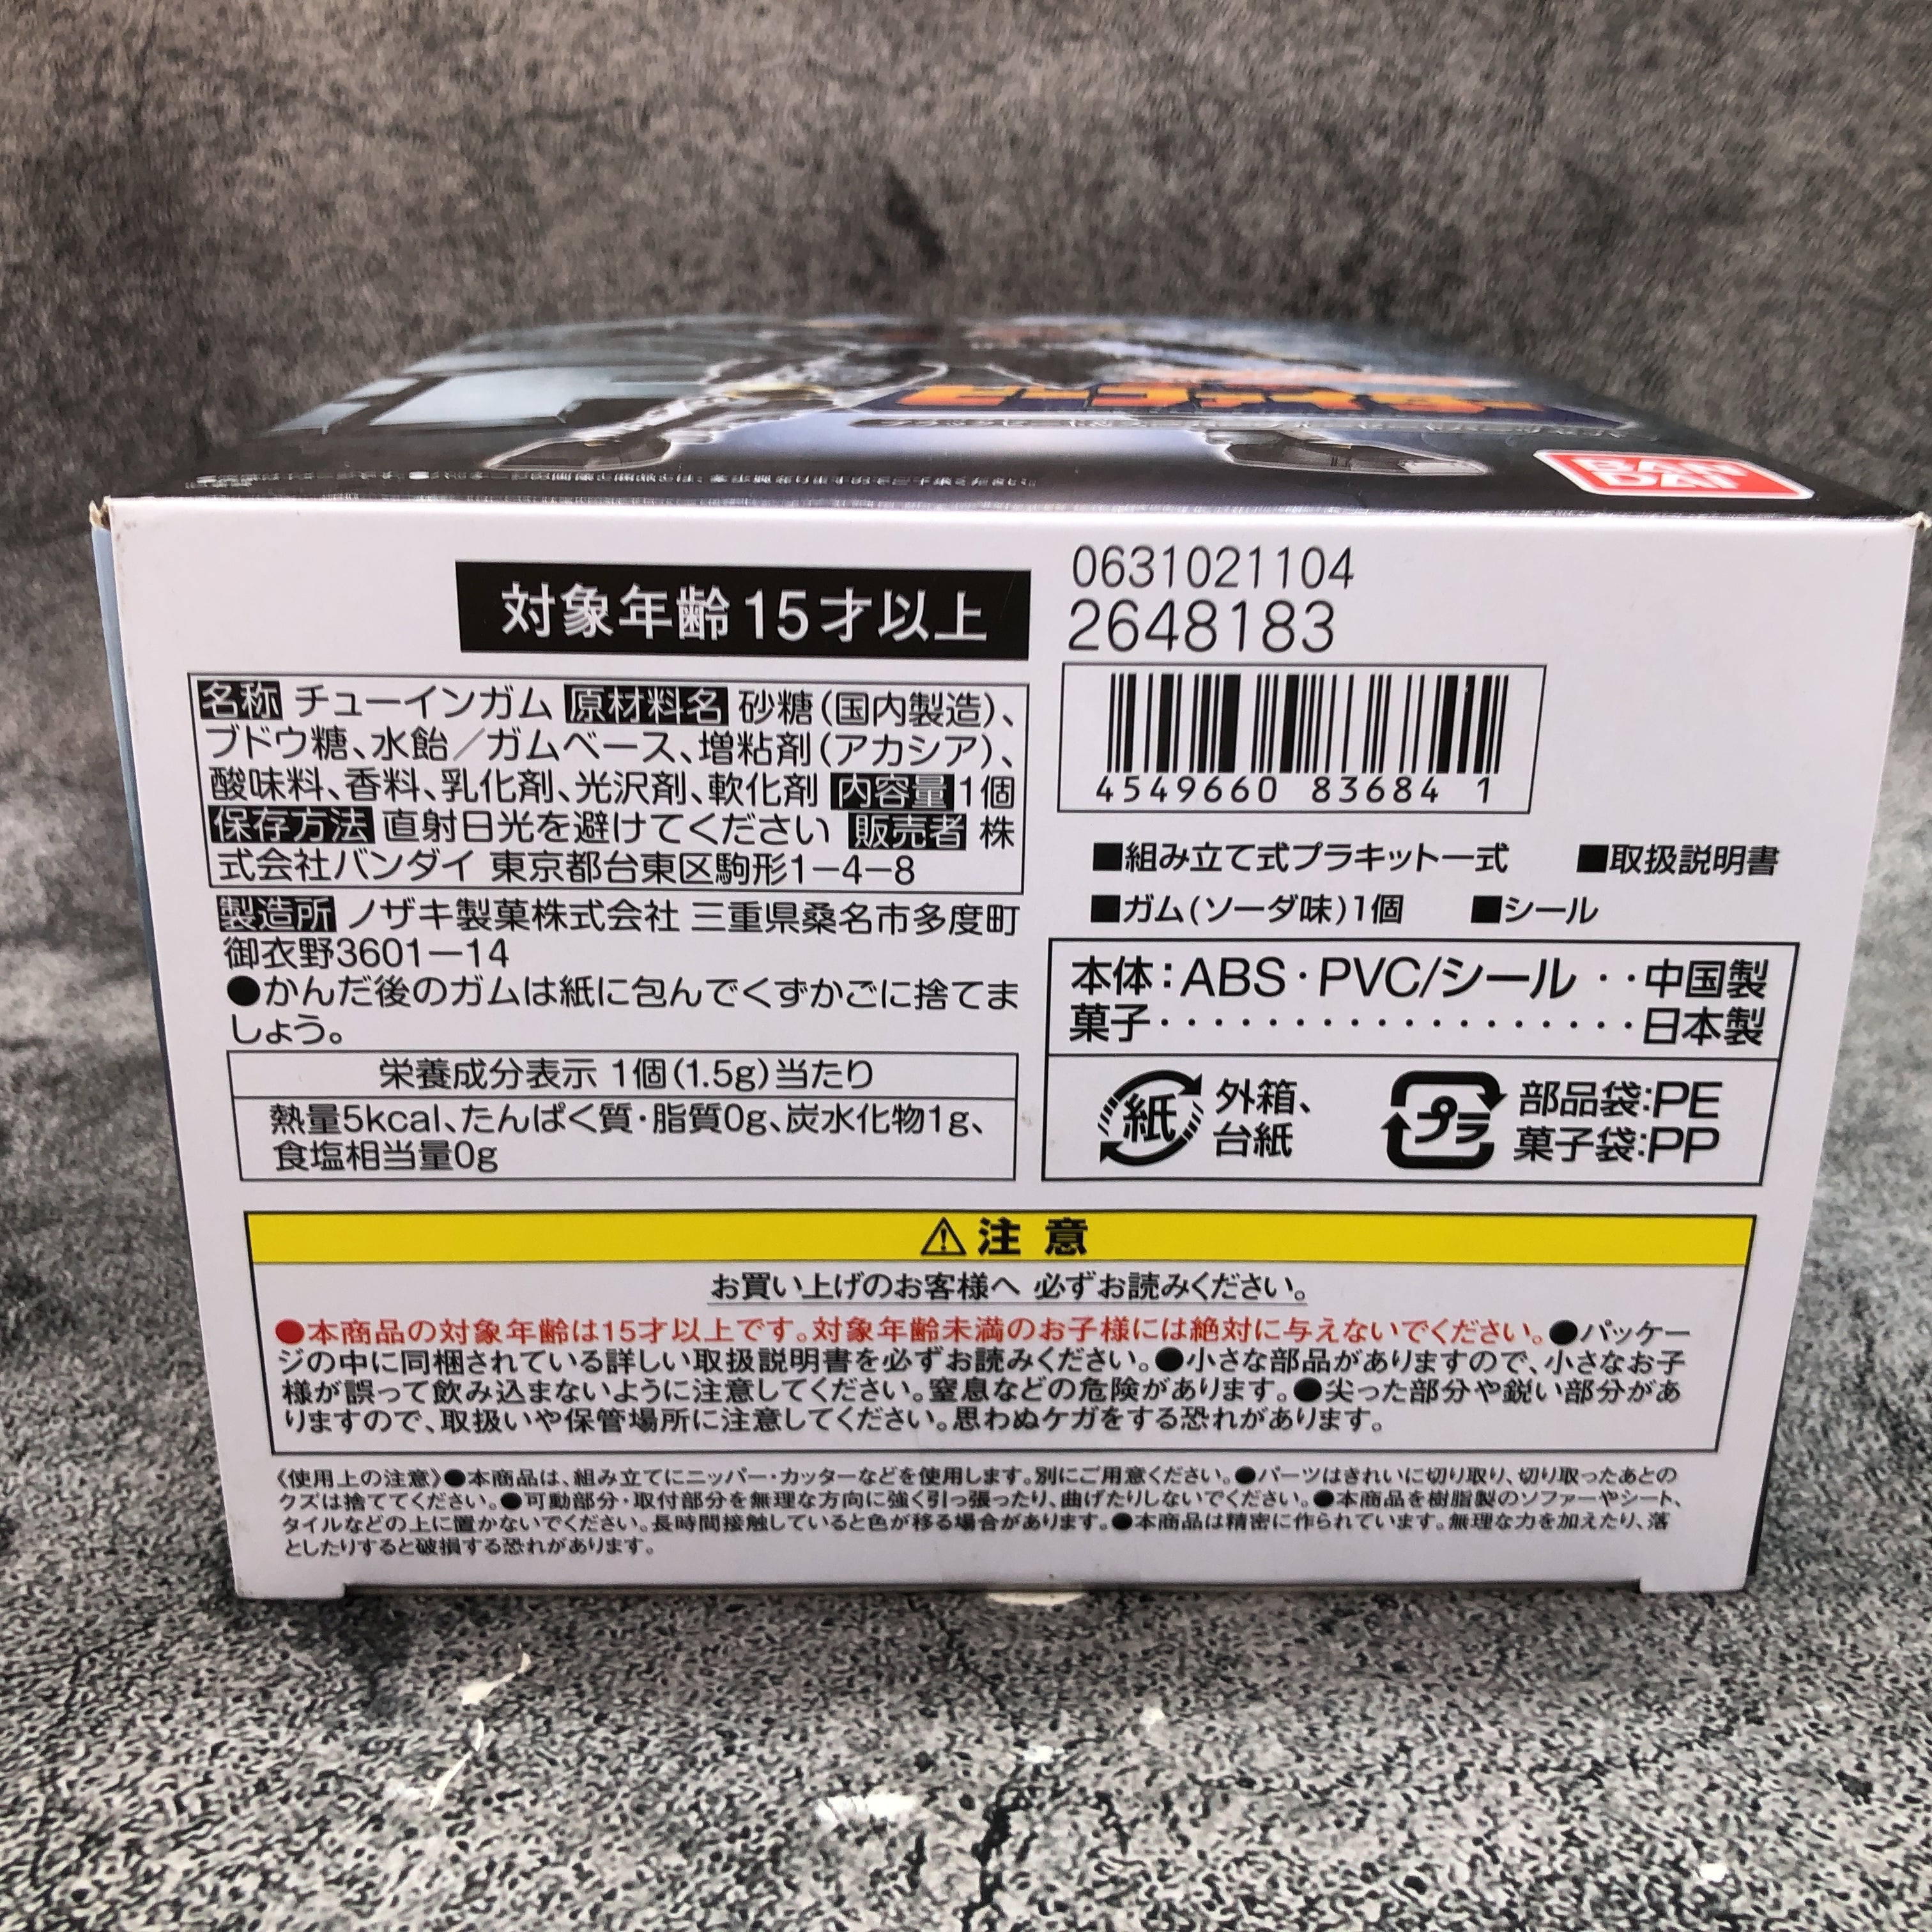 ビーファイター
BAN
DAI
対象年齢15才以上
0631021104
2648183
名称 チューインガム 原材料名 砂糖(国内製造)、
ブドウ糖、水飴／ガムベース、増粘剤(アカシア)、
酸味料、香料、乳化剤、光沢剤、軟化剤 内容量 1個
保存方法 直射日光を避けてください 販売者 株
式会社バンダイ 東京都台東区駒形1－4－8
製造所 ノザキ製菓株式会社 三重県桑名市多度町
御衣野3601－14
●かんだ後のガムは紙に包んでくずかごに捨てま
しょう。
栄養成分表示 1個(1.5g)当たり
熱量5kcal、たんぱく質・脂質0g、炭水化物1g、
食塩相当量0g
4549660 83684 1
■組み立て式プラキット一式 ■取扱説明書
■ガム(ソーダ味)1個 ■シール
本体：ABS・PVC/シール ‥中国製
菓子・・・・・・・・・・・・・・・・・・日本製
紙 外箱、
台紙
プラ 部品袋:PE
菓子袋:PP
⚠注 意
お買い上げのお客様へ 必ずお読みください。
●本商品の対象年齢は15才以上です。対象年齢未満のお子様には絶対に与えないでください。●パッケー
ジの中に同梱されている詳しい取扱説明書を必ずお読みください。●小さな部品がありますので、小さなお子
様が誤って飲み込まないように注意してください。窒息などの危険があります。●尖った部分や鋭い部分があ
りますので、取扱いや保管場所に注意してください。思わぬケガをする恐れがあります。
《使用上の注意》●本商品は、組み立てにニッパー・カッターなどを使用します。別にご用意ください。●パーツはきれいに切り取り、切り取ったあとの
クズは捨ててください。●可動部分・取付部分を無理な方向に強く引っ張ったり、曲げたりしないでください。●本商品を樹脂製のソファーやシート、
タイルなどの上に置かないでください。長時間接触していると色が移る場合があります。●本商品は精密に作られています。無理な力を加えたり、落
としたりすると破損する恐れがあります。